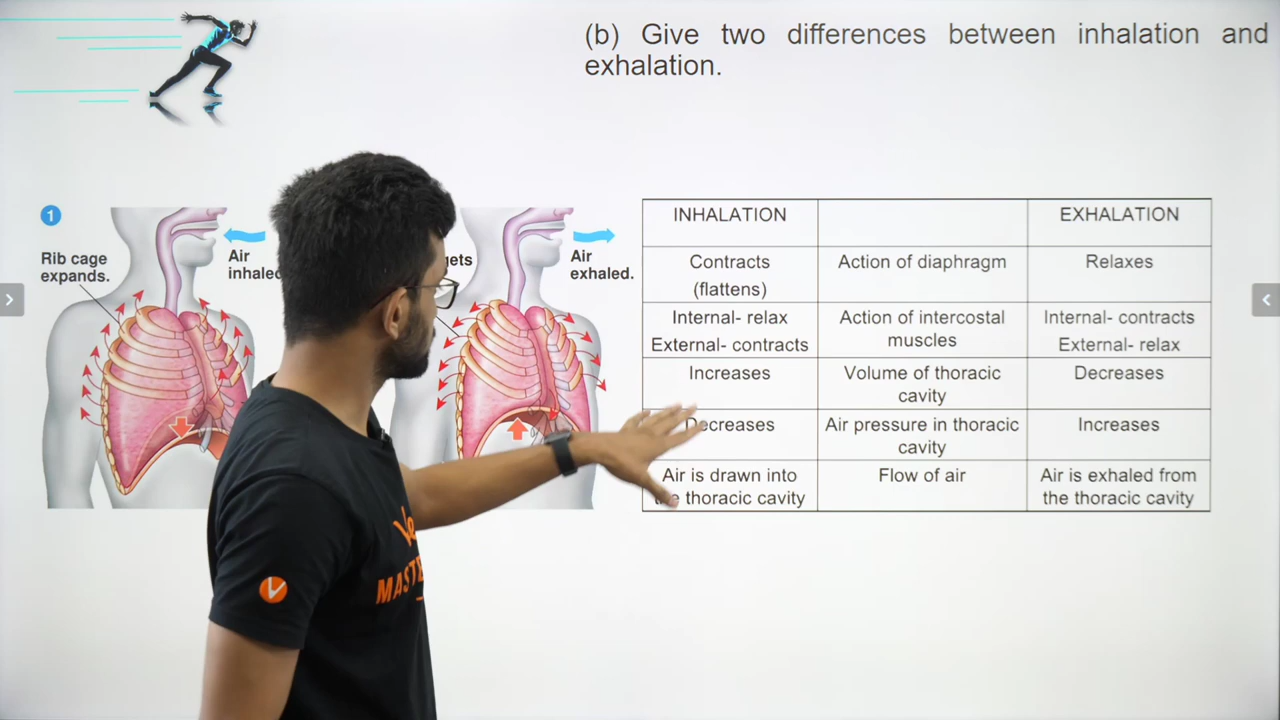 (b) Give two differences between inhalation and
exhalation.
1
Rib cage
expands.
Air
Air
exhaled.
INHALATION
EXHALATION
Contracts
(flattens)
Action of diaphragm
Relaxes
Internal- relax
External- contracts
Action of intercostal
muscles
Internal- contracts
External- relax
Increases
Volume of thoracic
cavity
Decreases
Decreases
Air pressure in thoracic
cavity
Increases
Air is drawn into
the thoracic cavity
Flow of air
Air is exhaled from
the thoracic cavity